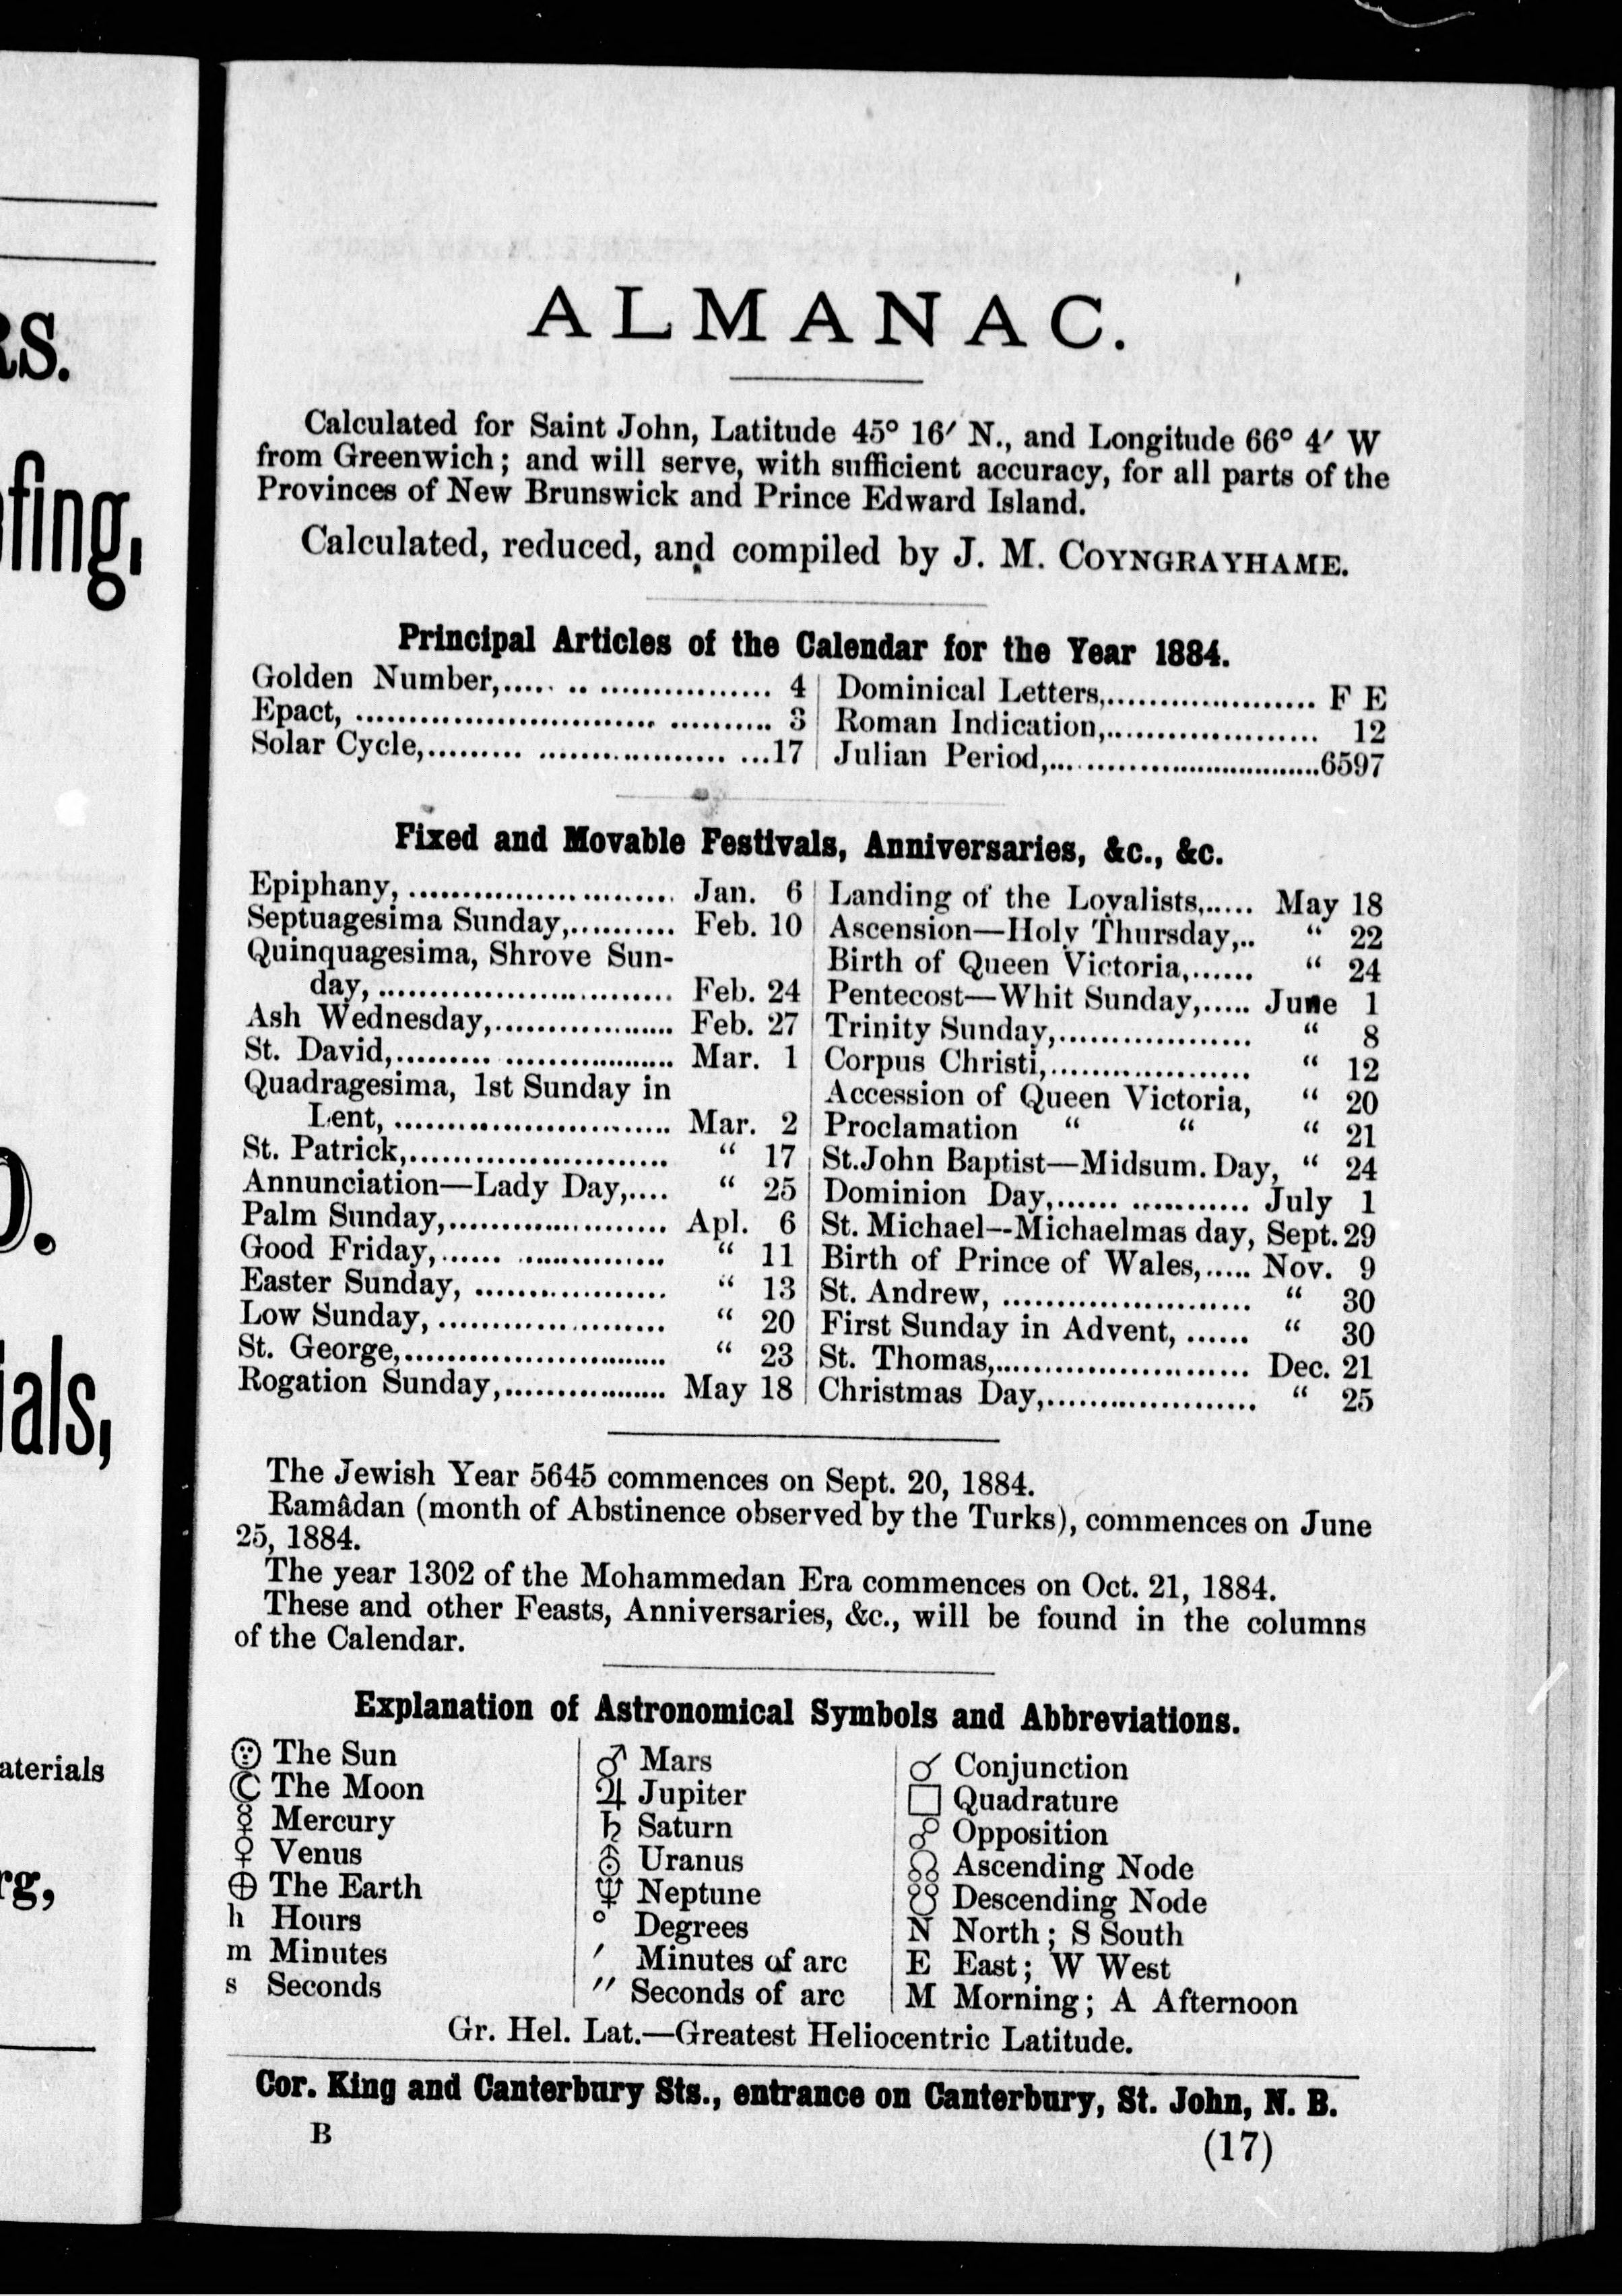 RS.
fing,
O.
ials,
aterials
rg,
ALMANAC.
Calculated for Saint John, Latitude 45° 16′ N., and Longitude 66° 4′ W
from Greenwich; and will serve, with sufficient accuracy, for all parts of the
Provinces of New Brunswick and Prince Edward Island.
Calculated, reduced, and compiled by J. M. COYNGRAYHAME.
Principal Articles of the Calendar for the Year 1884.
Golden Number,........................ 4
Epact, ........................ 3
Solar Cycle,........................17
Dominical Letters,..................... F E
Roman Indication,.................... 12
Julian Period,........................6597
Fixed and Movable Festivals, Anniversaries, &c., &c.
Epiphany, ........................ Jan. 6
Septuagesima Sunday,.......... Feb. 10
Quinquagesima, Shrove Sun-
day, ........................ Feb. 24
Ash Wednesday,.................. Feb. 27
St. David,........................ Mar. 1
Quadragesima, 1st Sunday in
Lent, ........................ Mar. 2
St. Patrick,........................ “ 17
Annunciation—Lady Day,.... “ 25
Palm Sunday,..................... Apl. 6
Good Friday,..................... “ 11
Easter Sunday, .................. “ 13
Low Sunday, ...................... “ 20
St. George,........................ “ 23
Rogation Sunday,................. May 18
Landing of the Loyalists,...... May 18
Ascension—Holy Thursday,.. “ 22
Birth of Queen Victoria,...... “ 24
Pentecost—Whit Sunday,..... June 1
Trinity Sunday,.................. “ 8
Corpus Christi,................... “ 12
Accession of Queen Victoria, “ 20
Proclamation “ “ “ 21
St. John Baptist—Midsum. Day, “ 24
Dominion Day,................... July 1
St. Michael--Michaelmas day, Sept. 29
Birth of Prince of Wales,..... Nov. 9
St. Andrew, ........................ “ 30
First Sunday in Advent, ...... “ 30
St. Thomas,........................ Dec. 21
Christmas Day,.................... “ 25
The Jewish Year 5645 commences on Sept. 20, 1884.
Ramâdan (month of Abstinence observed by the Turks), commences on June
25, 1884.
The year 1302 of the Mohammedan Era commences on Oct. 21, 1884.
These and other Feasts, Anniversaries, &c., will be found in the columns
of the Calendar.
Explanation of Astronomical Symbols and Abbreviations.
☉ The Sun
☾ The Moon
☿ Mercury
♀ Venus
⊕ The Earth
h Hours
m Minutes
s Seconds
♂ Mars
♃ Jupiter
♄ Saturn
⛢ Uranus
♆ Neptune
° Degrees
′ Minutes of arc
″ Seconds of arc
☌ Conjunction
□ Quadrature
☍ Opposition
☊ Ascending Node
☋ Descending Node
N North; S South
E East; W West
M Morning; A Afternoon
Gr. Hel. Lat.—Greatest Heliocentric Latitude.
Cor. King and Canterbury Sts., entrance on Canterbury, St. John, N. B.
B
(17)